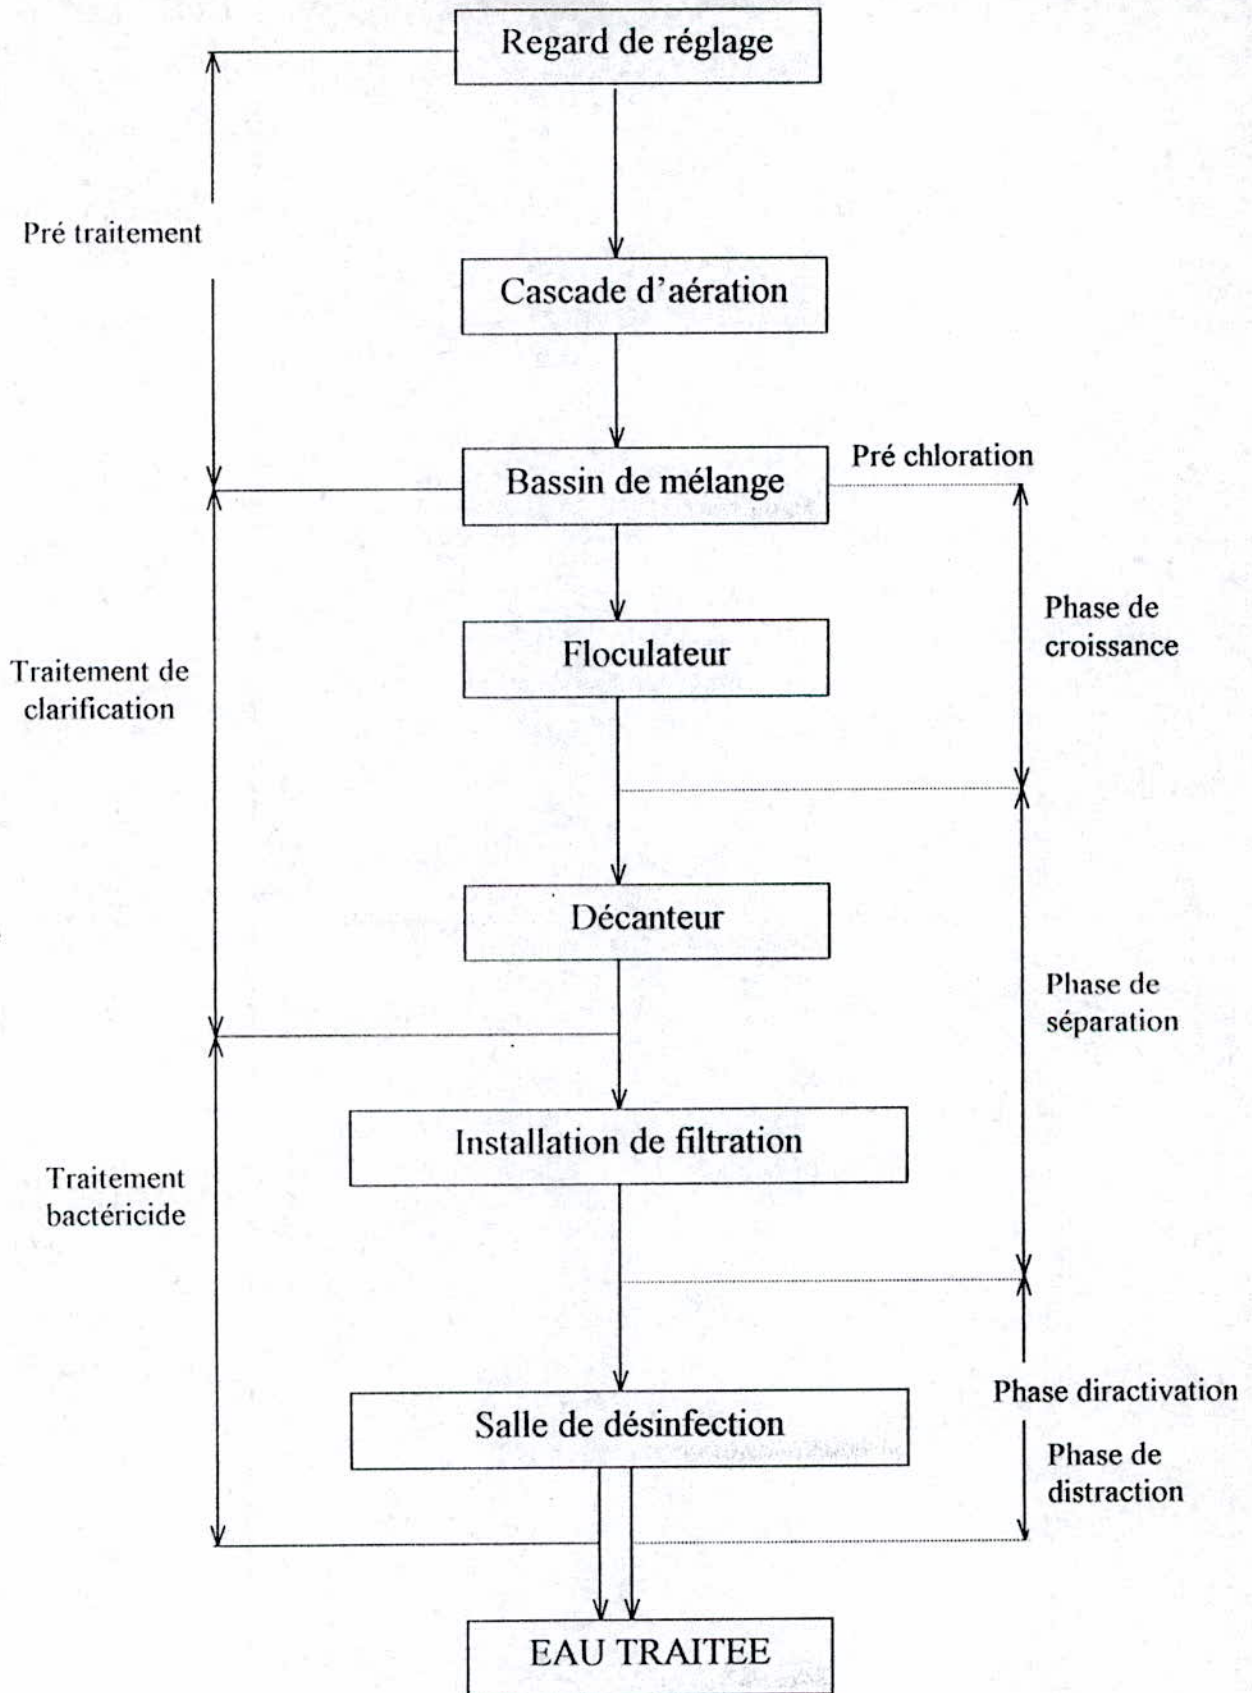 Regard de réglage
Pré traitement
Cascade d'aération
Pré chloration
Bassin de mélange
Phase de
croissance
Floculateur
Traitement de
clarification
Décanteur
Phase de
séparation
Installation de filtration
Traitement
bactéricide
Phase diractivation
Salle de désinfection
Phase de
distraction
EAU TRAITEE